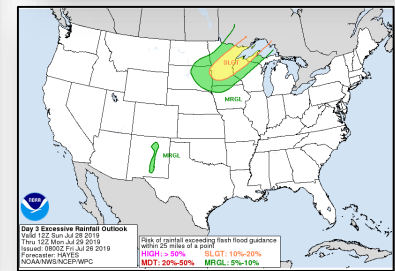 SLGT
MRGL
MRGL
NOAA
Day 3 Excessive Rainfall Outlook
Valid 12Z Sun Jul 28 2019
Thru 12Z Mon Jul 29 2019
Issued: 0800Z Fri Jul 26 2019
Forecaster: HAYES
NOAA/NWS/NCEP/WPC
Risk of rainfall exceeding flash flood guidance
within 25 miles of a point
HIGH: > 50% SLGT: 10%-20%
MDT: 20%-50% MRGL: 5%-10%